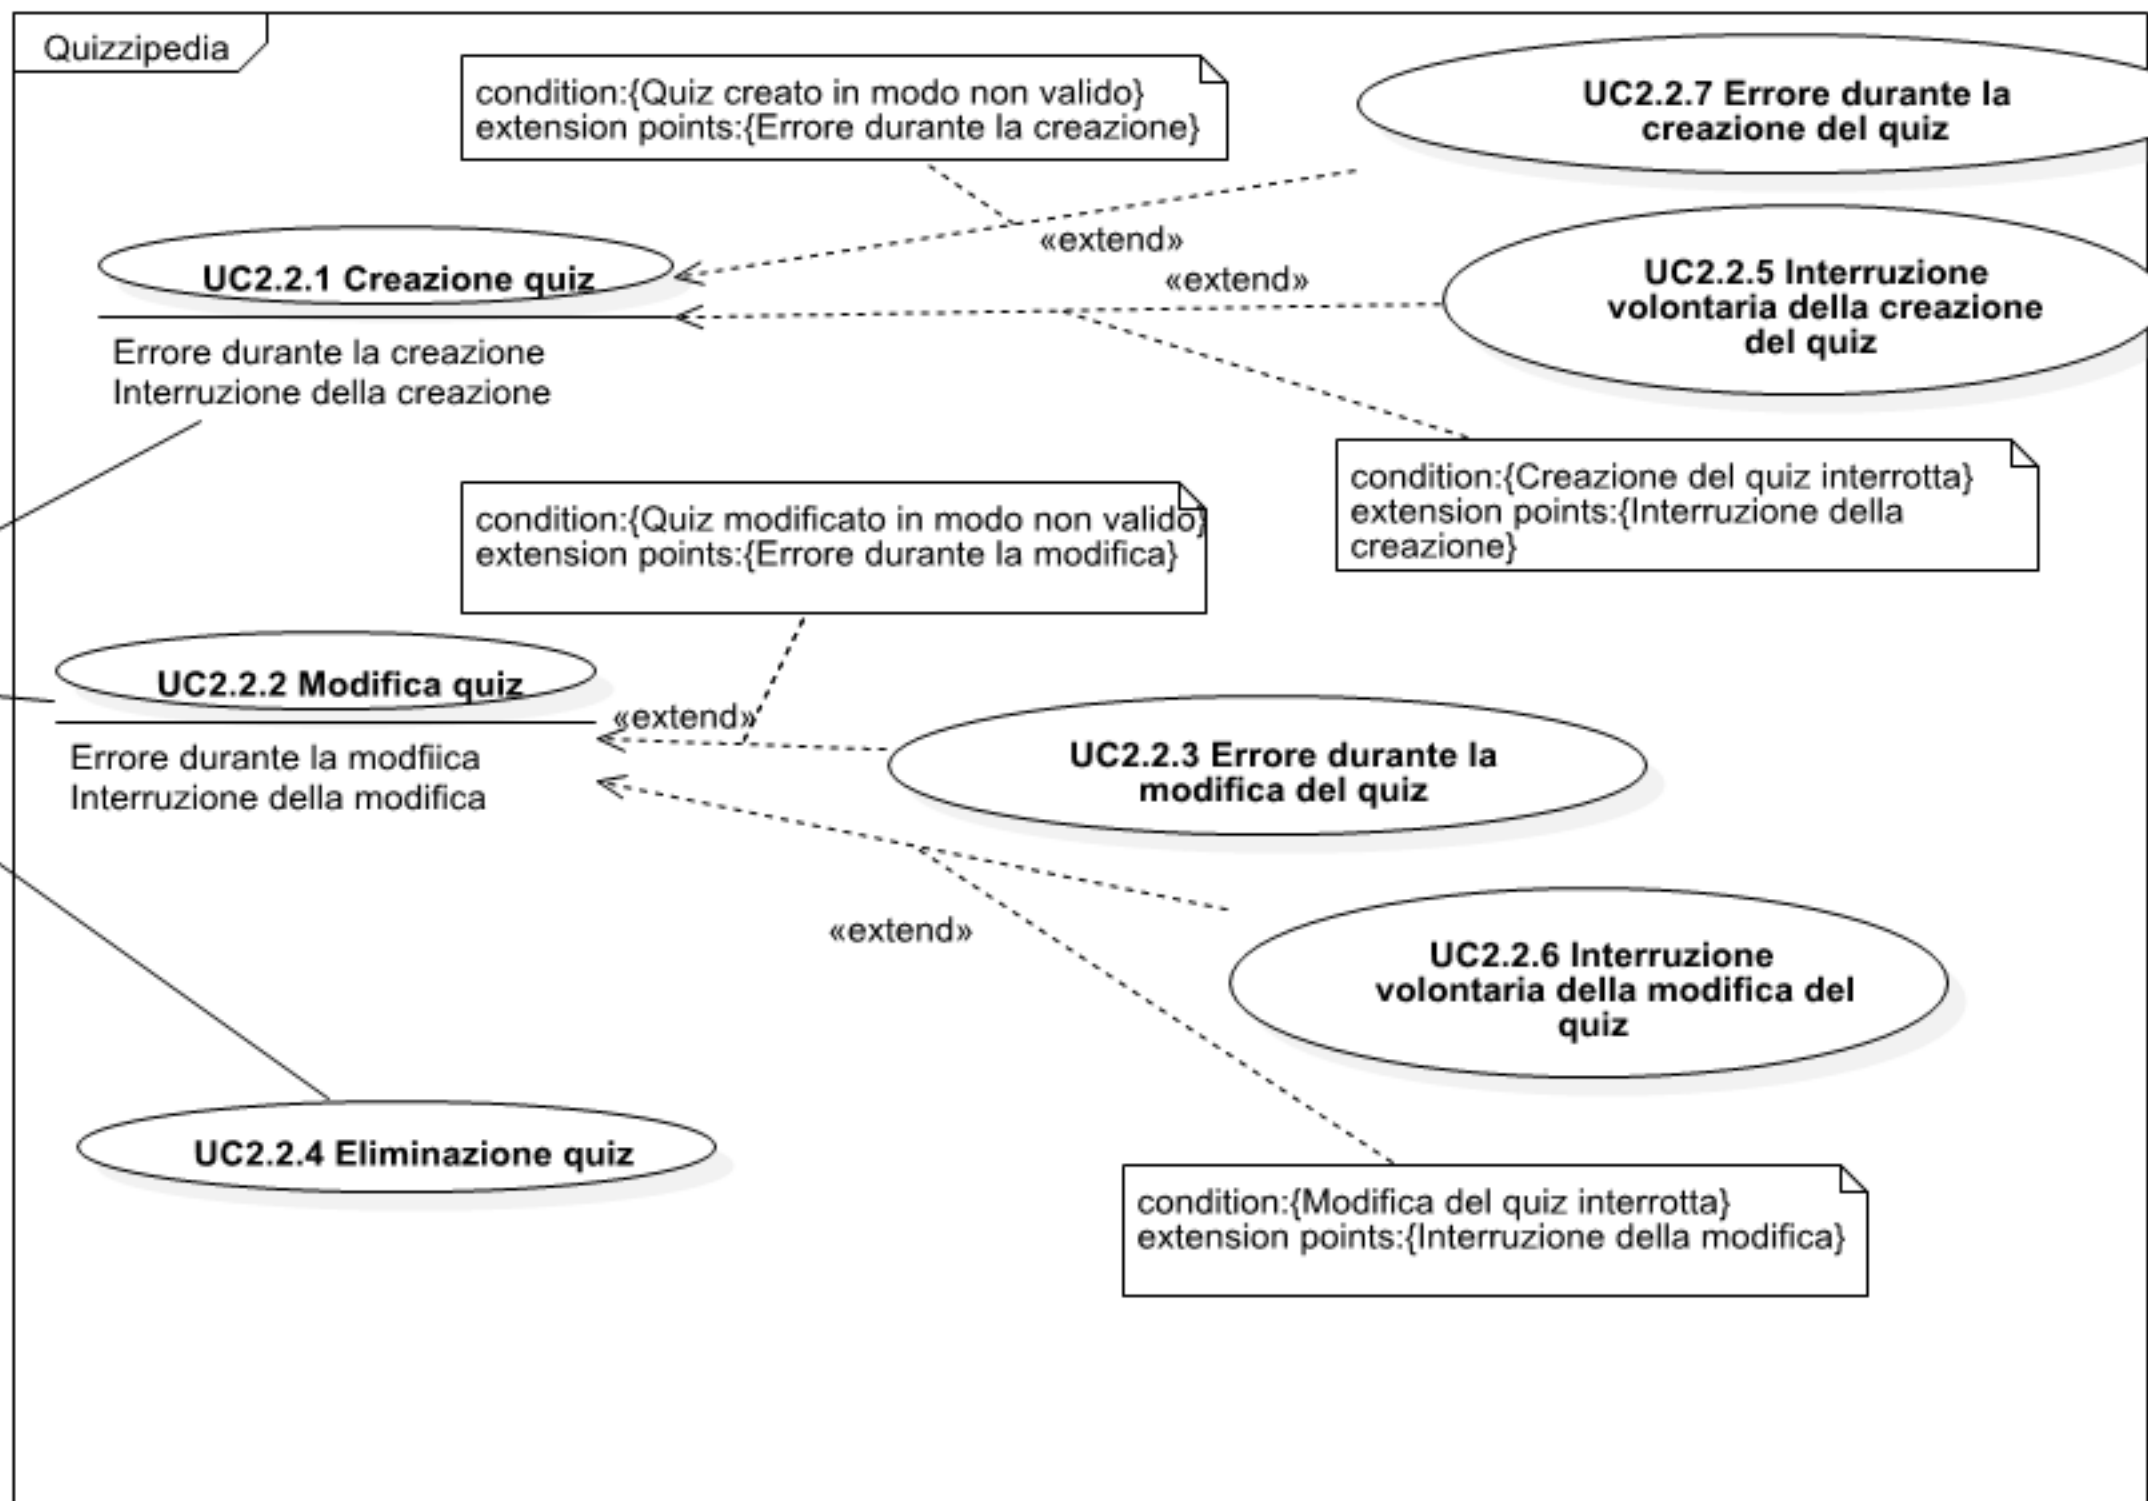 Quizzipedia
condition:{Quiz creato in modo non valido}
extension points:{Errore durante la creazione}
UC2.2.7 Errore durante la
creazione del quiz
«extend»
«extend»
UC2.2.1 Creazione quiz
Errore durante la creazione
Interruzione della creazione
UC2.2.5 Interruzione
volontaria della creazione
del quiz
condition:{Creazione del quiz interrotta}
extension points:{Interruzione della
creazione}
condition:{Quiz modificato in modo non valido}
extension points:{Errore durante la modifica}
UC2.2.2 Modifica quiz
Errore durante la modfiica
Interruzione della modifica
«extend»
UC2.2.3 Errore durante la
modifica del quiz
«extend»
UC2.2.6 Interruzione
volontaria della modifica del
quiz
UC2.2.4 Eliminazione quiz
condition:{Modifica del quiz interrotta}
extension points:{Interruzione della modifica}